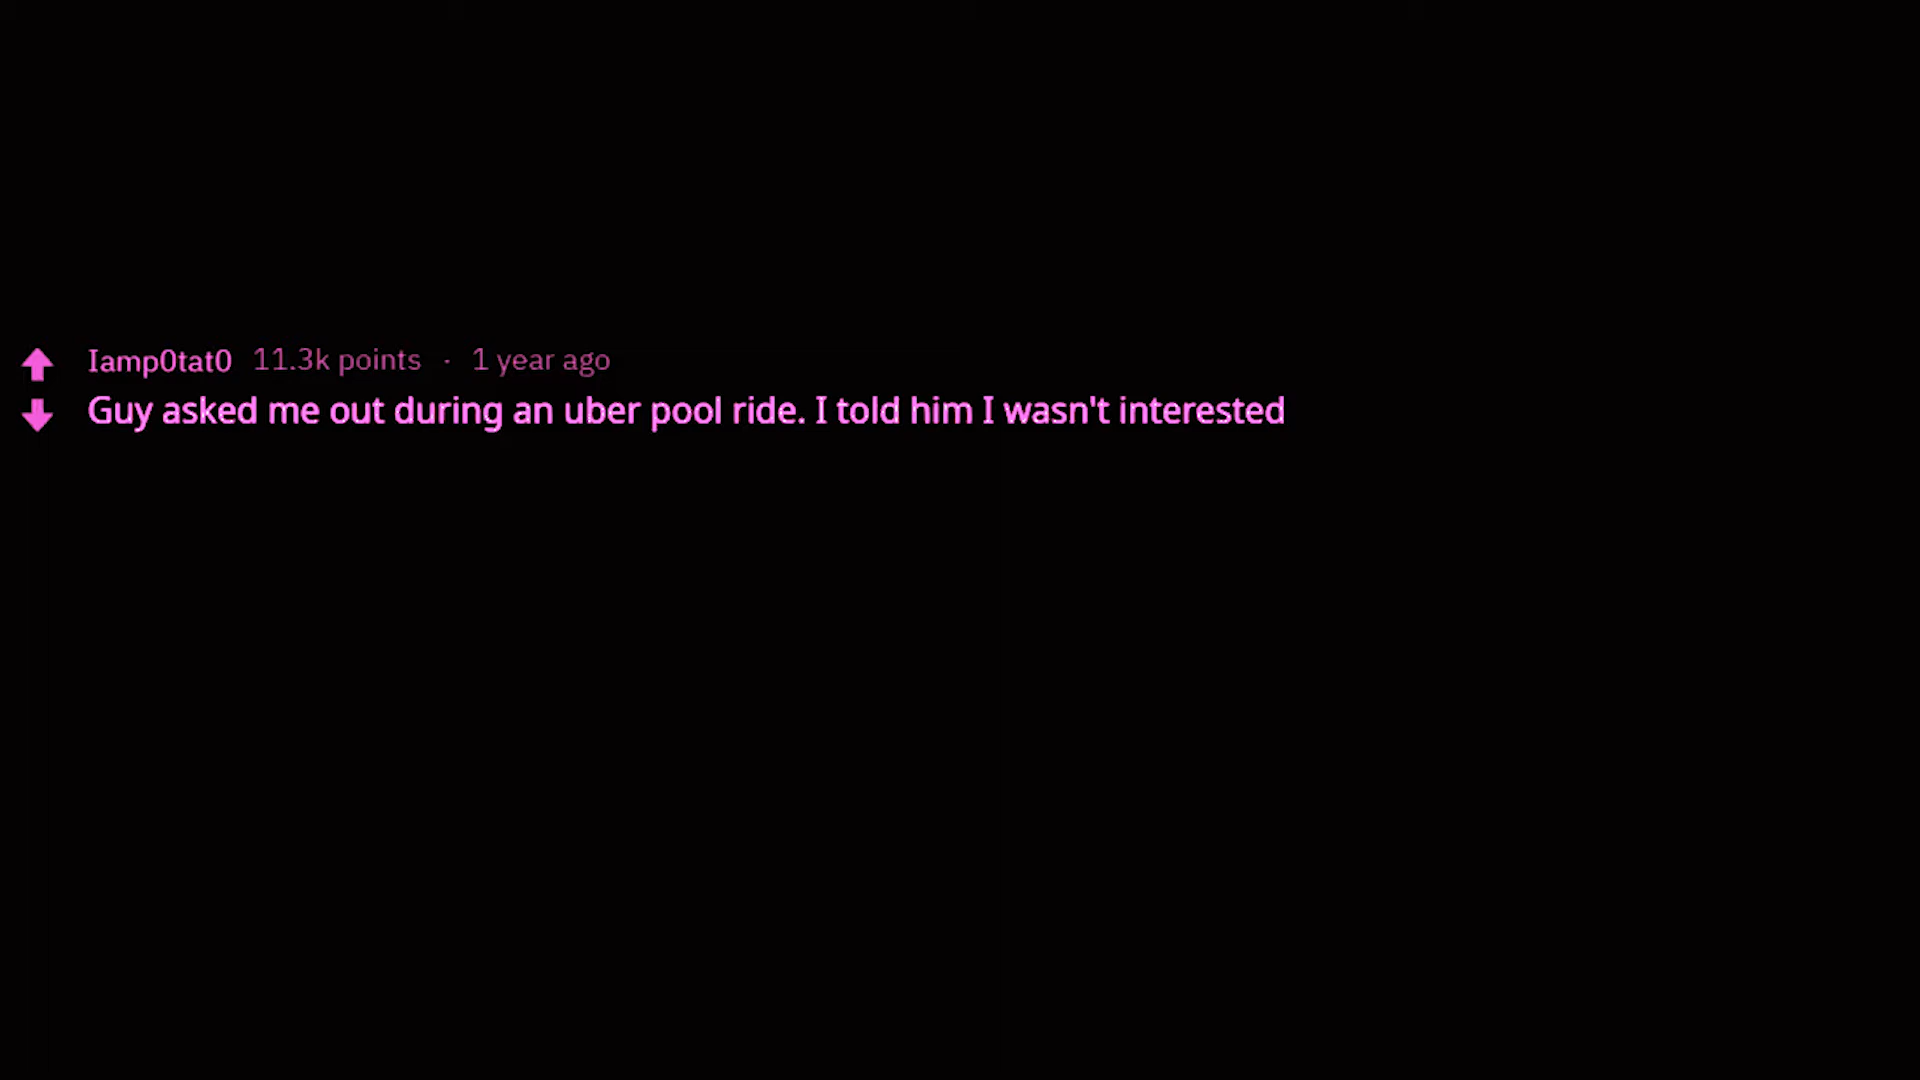 Iamp0tat0 11.3k points · 1 year ago
Guy asked me out during an uber pool ride. I told him I wasn't interested